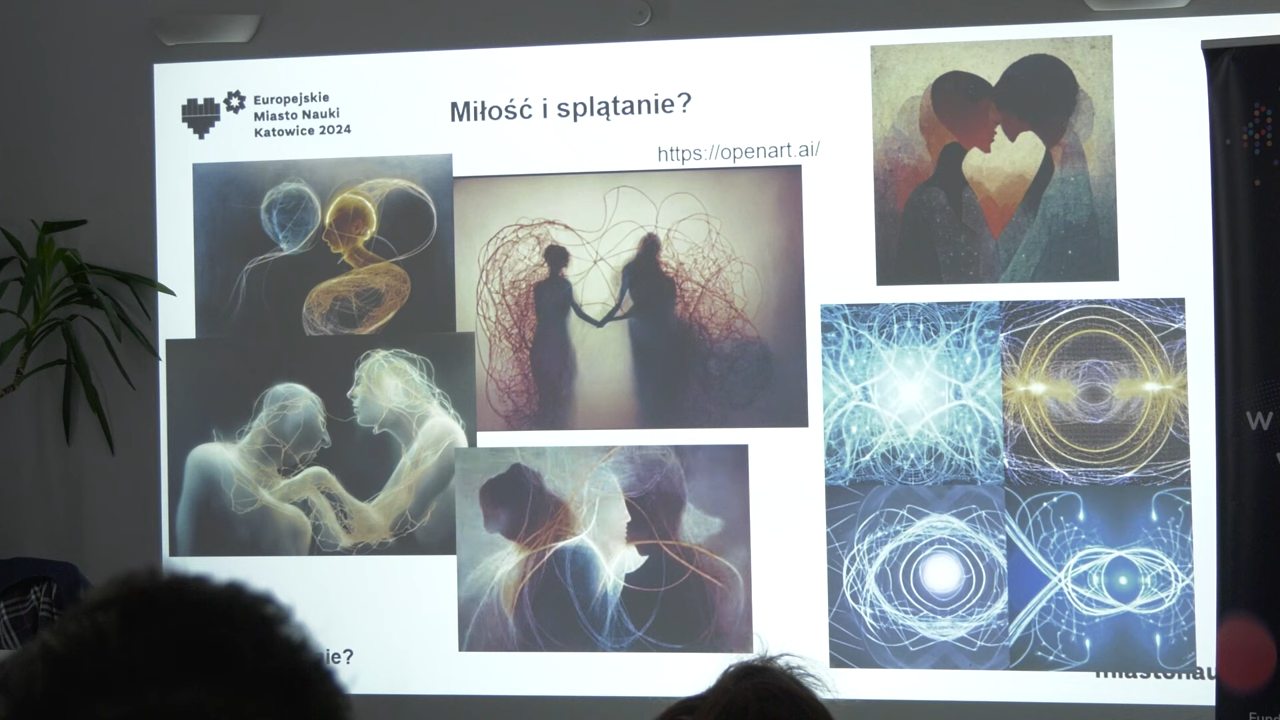 Europejskie
Miasto Nauki
Katowice 2024
Miłość i splątanie?
https://openart.ai/
W